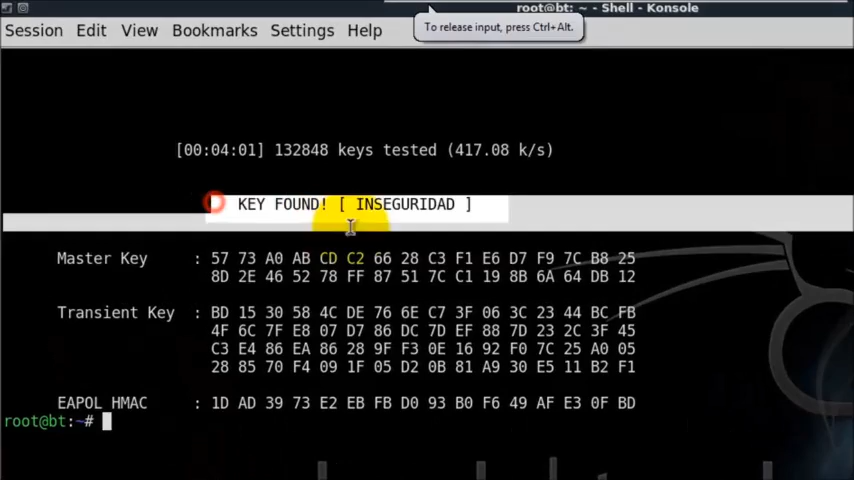 root@bt: ~ - Shell - Konsole
To release input, press Ctrl+Alt.
Session Edit View Bookmarks Settings Help
[00:04:01] 132848 keys tested (417.08 k/s)
KEY FOUND! [ INSEGURIDAD ]
Master Key : 57 73 A0 AB CD C2 66 28 C3 F1 E6 D7 F9 7C B8 25
8D 2E 46 52 78 FF 87 51 7C C1 19 8B 6A 64 DB 12
Transient Key : BD 15 30 58 4C DE 76 6E C7 3F 06 3C 23 44 BC FB
4F 6C 7F E8 07 D7 86 DC 7D EF 88 7D 23 2C 3F 45
C3 E4 86 EA 86 28 9F F3 0E 16 92 F0 7C 25 A0 05
28 85 70 F4 09 1F 05 D2 0B 81 A9 30 E5 11 B2 F1
EAPOL HMAC : 1D AD 39 73 E2 EB FB D0 93 B0 F6 49 AF E3 0F BD
root@bt:~#